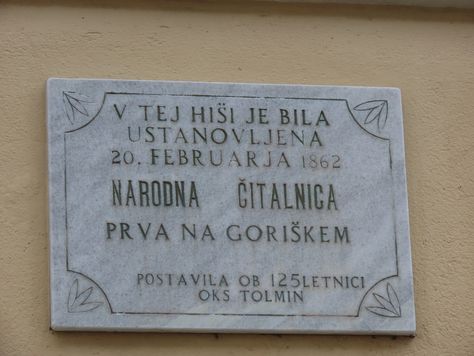 V TEJ HIŠI JE BILA
USTANOVLJENA
20. FEBRUARJA 1862
NARODNA ČITALNICA
PRVA NA GORIŠKEM
POSTAVILA OB 125LETNICI
OKS TOLMIN